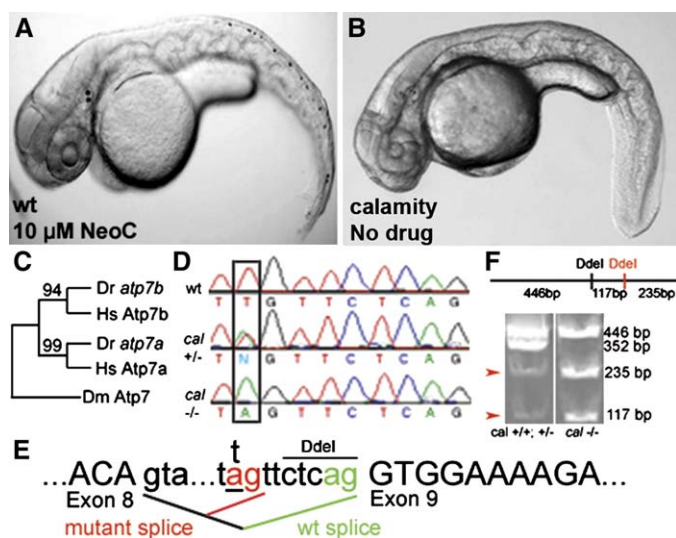 A
wt
10 µM NeoC
B
calamity
No drug
C
94
99
Dr atp7b
Hs Atp7b
Dr atp7a
Hs Atp7a
Dm Atp7
D
wt
T T G T T C T C A G
cal
+/-
T N G T T C T C A G
cal
-/-
T A G T T C T C A G
F
DdeI DdeI
446bp 117bp 235bp
446 bp
352 bp
235 bp
117 bp
cal +/+; +/- cal -/-
E
t
DdeI
...ACA gta...tagttctcag GTGGAAAAGA...
Exon 8 Exon 9
mutant splice wt splice